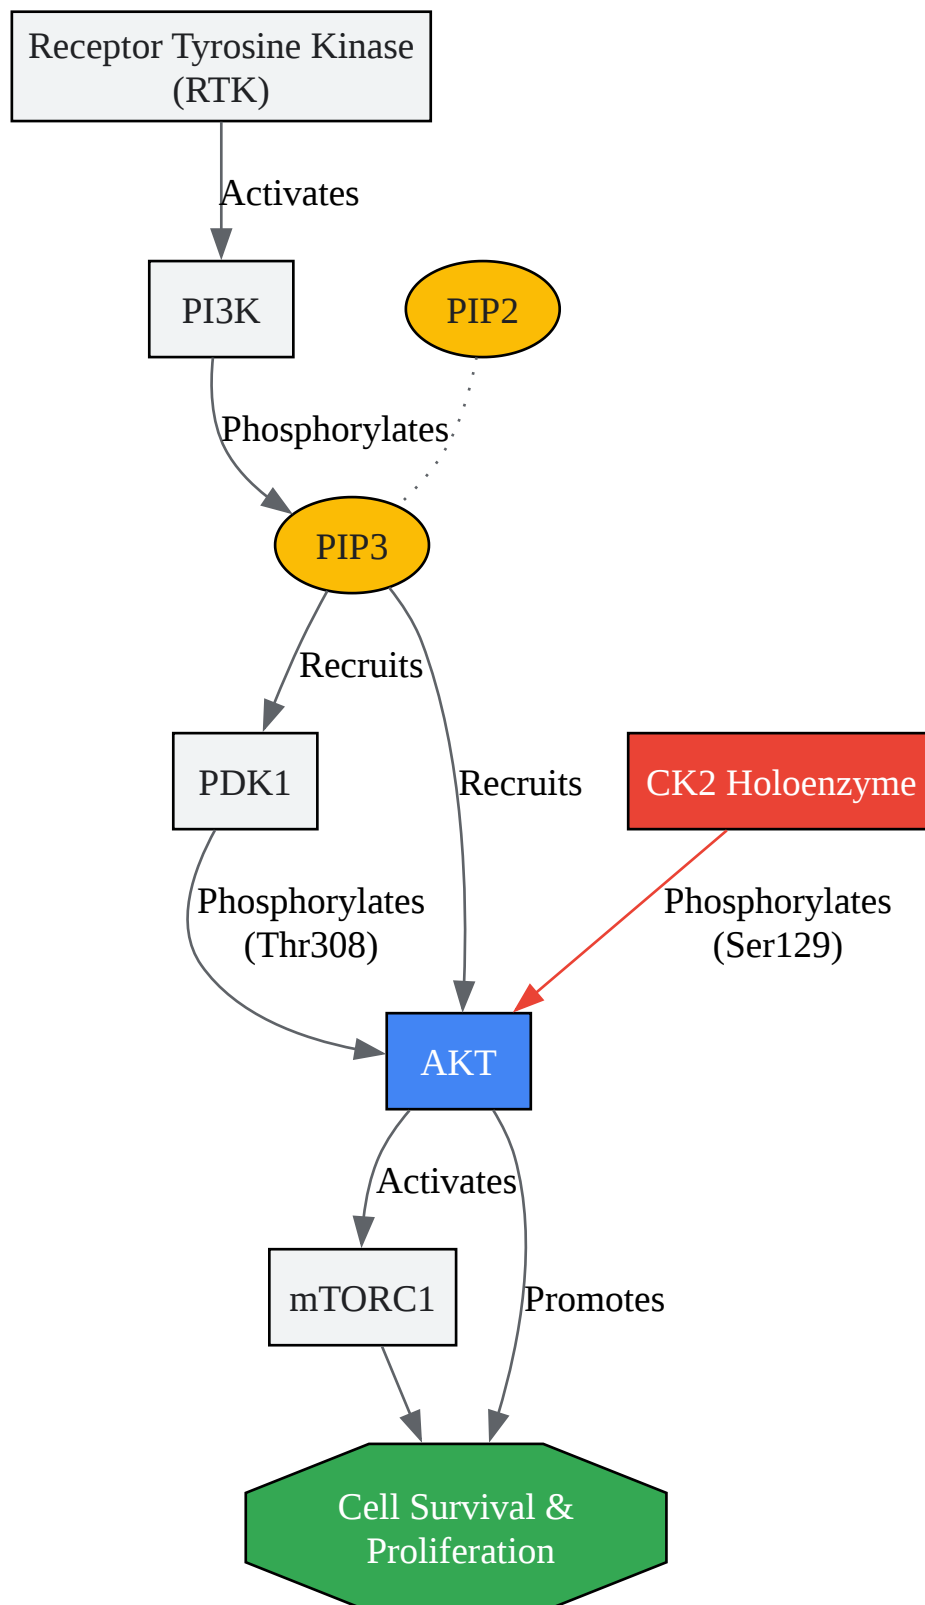 Receptor Tyrosine Kinase
(RTK)
Activates
PI3K
PIP2
Phosphorylates
PIP3
Recruits
PDK1
Recruits
CK2 Holoenzyme
Phosphorylates
(Thr308)
Phosphorylates
(Ser129)
AKT
Activates
mTORC1
Promotes
Cell Survival &
Proliferation